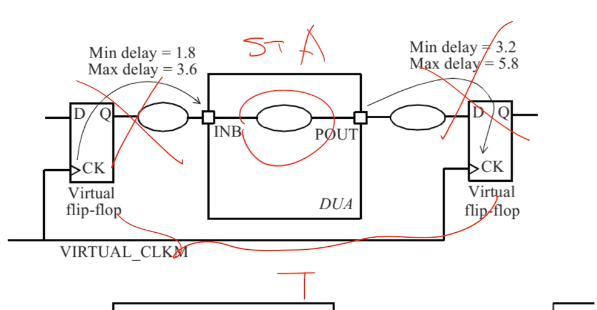 STA
Min delay = 1.8
Max delay = 3.6
Min delay = 3.2
Max delay = 5.8
D Q
INB
POUT
D Q
CK
CK
Virtual
flip-flop
DUA
Virtual
flip-flop
VIRTUAL_CLKM
T